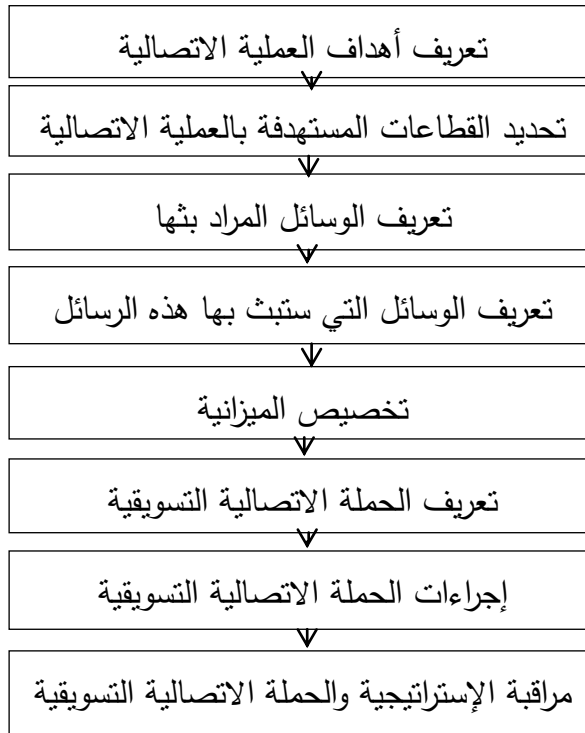 تعريف أهداف العملية الاتصالية
تحديد القطاعات المستهدفة بالعملية الاتصالية
تعريف الوسائل المراد بثها
تعريف الوسائل التي ستبث بها هذه الرسائل
تخصيص الميزانية
تعريف الحملة الاتصالية التسويقية
إجراءات الحملة الاتصالية التسويقية
مراقبة الإستراتيجية والحملة الاتصالية التسويقية